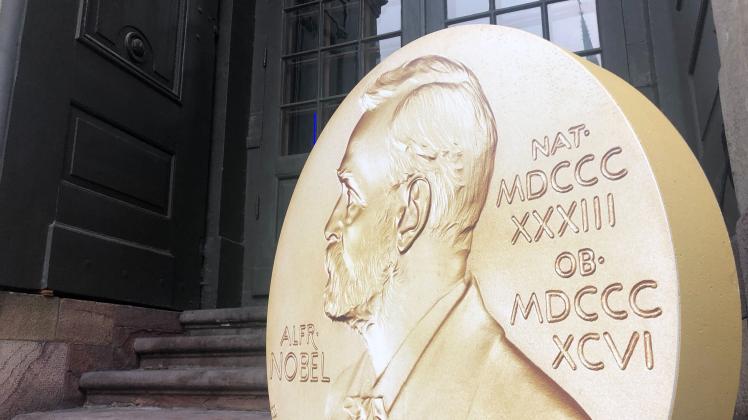 ALFR·
NOBEL
NAT·
MDCCC
XXXIII
OB·
MDCCC
XCVI